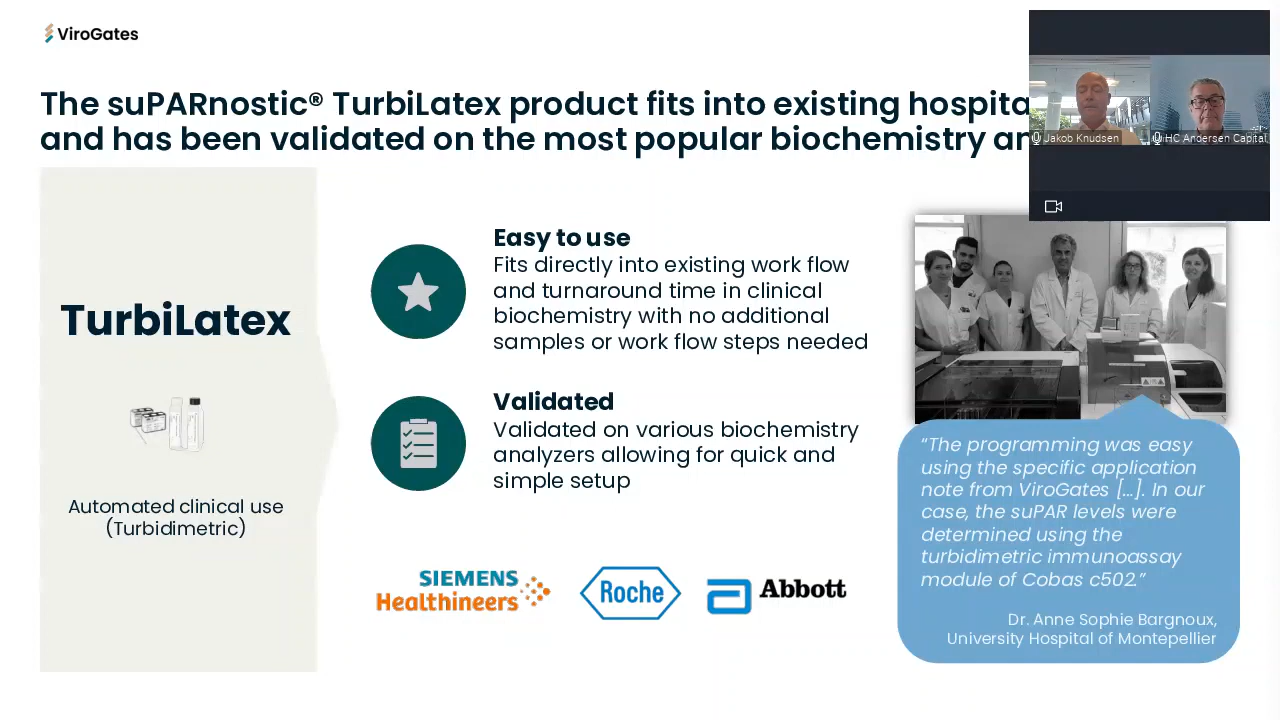 ViroGates
The suPARnostic® TurbiLatex product fits into existing hospita
and has been validated on the most popular biochemistry an
Jakob Knudsen
HC Andersen Capital
TurbiLatex
Automated clinical use
(Turbidimetric)
Easy to use
Fits directly into existing work flow
and turnaround time in clinical
biochemistry with no additional
samples or work flow steps needed
Validated
Validated on various biochemistry
analyzers allowing for quick and
simple setup
SIEMENS
Healthineers
Roche
Abbott
“The programming was easy
using the specific application
note from ViroGates [...]. In our
case, the suPAR levels were
determined using the
turbidimetric immunoassay
module of Cobas c502.”
Dr. Anne Sophie Bargnoux,
University Hospital of Montepellier